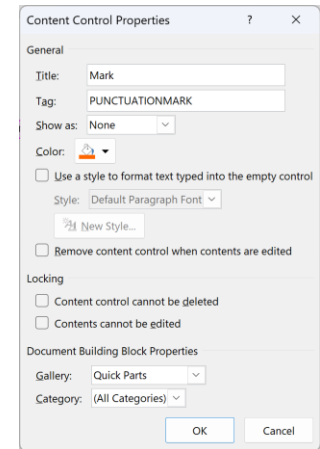 Content Control Properties ? ×
General
Title: Mark
Tag: PUNCTUATIONMARK
Show as: None
Color:
Use a style to format text typed into the empty control
Style: Default Paragraph Font
New Style...
Remove content control when contents are edited
Locking
Content control cannot be deleted
Contents cannot be edited
Document Building Block Properties
Gallery: Quick Parts
Category: (All Categories)
OK Cancel